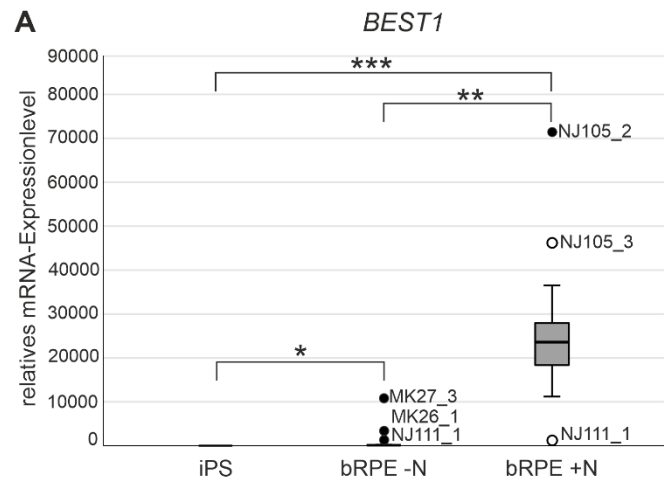 A
BEST1
relatives mRNA-Expressionlevel
90000
80000
70000
60000
50000
40000
30000
20000
10000
0
***
**
*
NJ105_2
NJ105_3
MK27_3
MK26_1
NJ111_1
NJ111_1
iPS
bRPE -N
bRPE +N